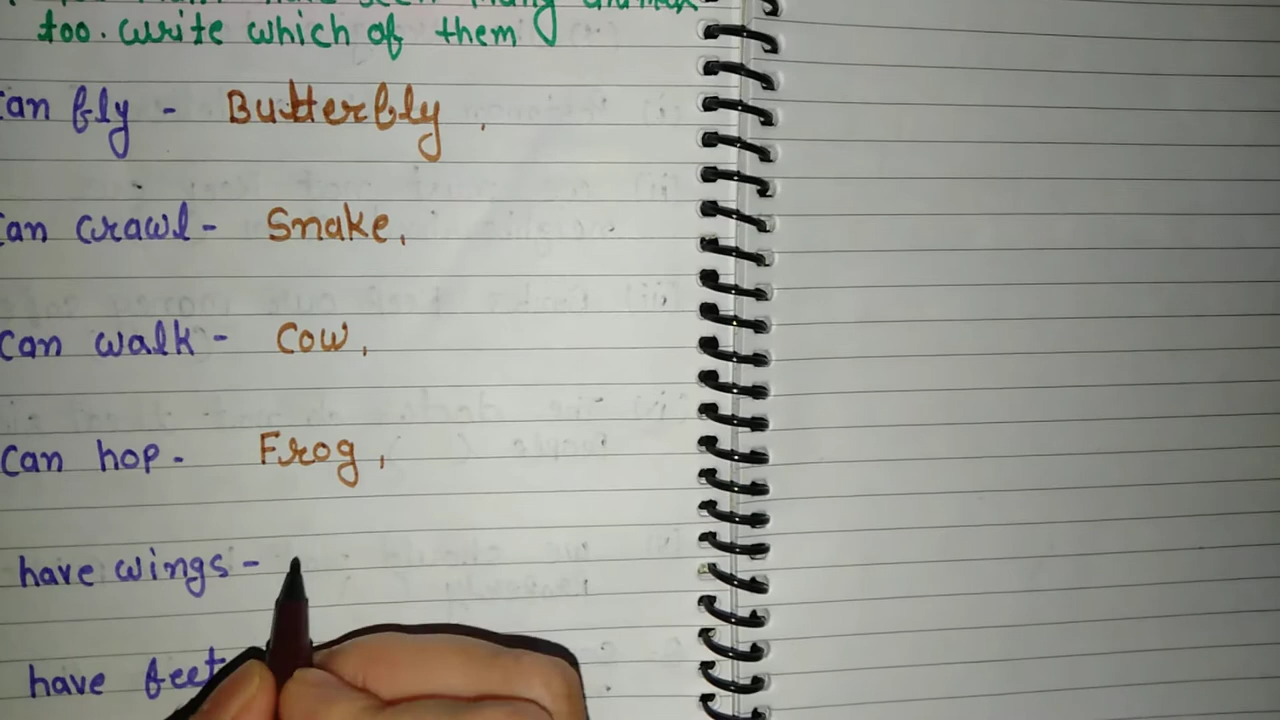 too. write which of them
can fly - Butterfly,
can crawl - Snake,
can walk - Cow,
can hop - Frog,
have wings -
have feet